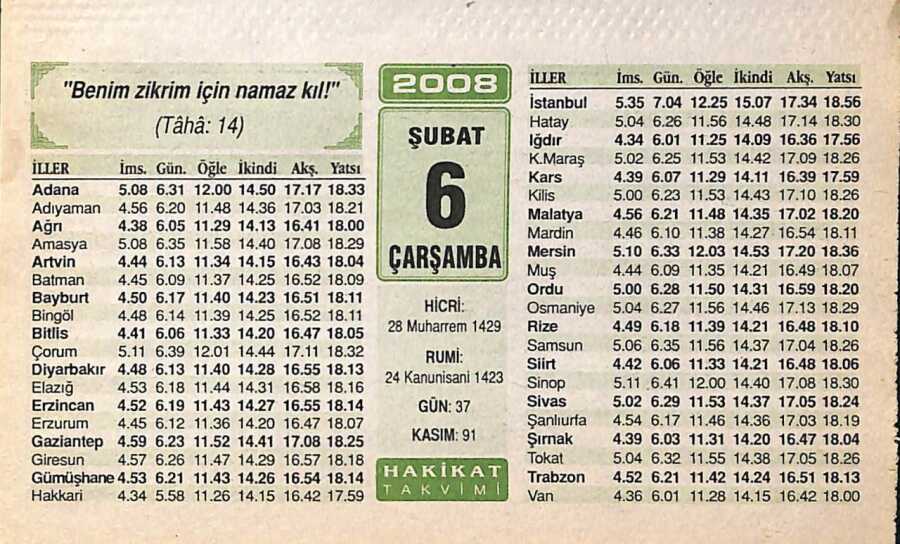 "Benim zikrim için namaz kıl!"
(Tâhâ: 14)
İLLER İms. Gün. Öğle İkindi Akş. Yatsı
Adana 5.08 6.31 12.00 14.50 17.17 18.33
Adıyaman 4.56 6.20 11.48 14.36 17.03 18.21
Ağrı 4.38 6.05 11.29 14.13 16.41 18.00
Amasya 5.08 6.35 11.58 14.40 17.08 18.29
Artvin 4.44 6.13 11.34 14.15 16.43 18.04
Batman 4.45 6.09 11.37 14.25 16.52 18.09
Bayburt 4.50 6.17 11.40 14.23 16.51 18.11
Bingöl 4.48 6.14 11.39 14.25 16.52 18.11
Bitlis 4.41 6.06 11.33 14.20 16.47 18.05
Çorum 5.11 6.39 12.01 14.44 17.11 18.32
Diyarbakır 4.48 6.13 11.40 14.28 16.55 18.13
Elazığ 4.53 6.18 11.44 14.31 16.58 18.16
Erzincan 4.52 6.19 11.43 14.27 16.55 18.14
Erzurum 4.45 6.12 11.36 14.20 16.47 18.07
Gaziantep 4.59 6.23 11.52 14.41 17.08 18.25
Giresun 4.57 6.26 11.47 14.29 16.57 18.18
Gümüşhane 4.53 6.21 11.43 14.26 16.54 18.14
Hakkari 4.34 5.58 11.26 14.15 16.42 17.59
2008
ŞUBAT
6
ÇARŞAMBA
HİCRİ:
28 Muharrem 1429
RUMİ:
24 Kanunisani 1423
GÜN: 37
KASIM: 91
HAKİKAT
TAKVİMİ
İLLER İms. Gün. Öğle İkindi Akş. Yatsı
İstanbul 5.35 7.04 12.25 15.07 17.34 18.56
Hatay 5.04 6.26 11.56 14.48 17.14 18.30
Iğdır 4.34 6.01 11.25 14.09 16.36 17.56
K.Maraş 5.02 6.25 11.53 14.42 17.09 18.26
Kars 4.39 6.07 11.29 14.11 16.39 17.59
Kilis 5.00 6.23 11.53 14.43 17.10 18.26
Malatya 4.56 6.21 11.48 14.35 17.02 18.20
Mardin 4.46 6.10 11.38 14.27 16.54 18.11
Mersin 5.10 6.33 12.03 14.53 17.20 18.36
Muş 4.44 6.09 11.35 14.21 16.49 18.07
Ordu 5.00 6.28 11.50 14.31 16.59 18.20
Osmaniye 5.04 6.27 11.56 14.46 17.13 18.29
Rize 4.49 6.18 11.39 14.21 16.48 18.10
Samsun 5.06 6.35 11.56 14.37 17.04 18.26
Siirt 4.42 6.06 11.33 14.21 16.48 18.06
Sinop 5.11 6.41 12.00 14.40 17.08 18.30
Sivas 5.02 6.29 11.53 14.37 17.05 18.24
Şanlıurfa 4.54 6.17 11.46 14.36 17.03 18.19
Şırnak 4.39 6.03 11.31 14.20 16.47 18.04
Tokat 5.04 6.32 11.55 14.38 17.05 18.26
Trabzon 4.52 6.21 11.42 14.24 16.51 18.13
Van 4.36 6.01 11.28 14.15 16.42 18.00